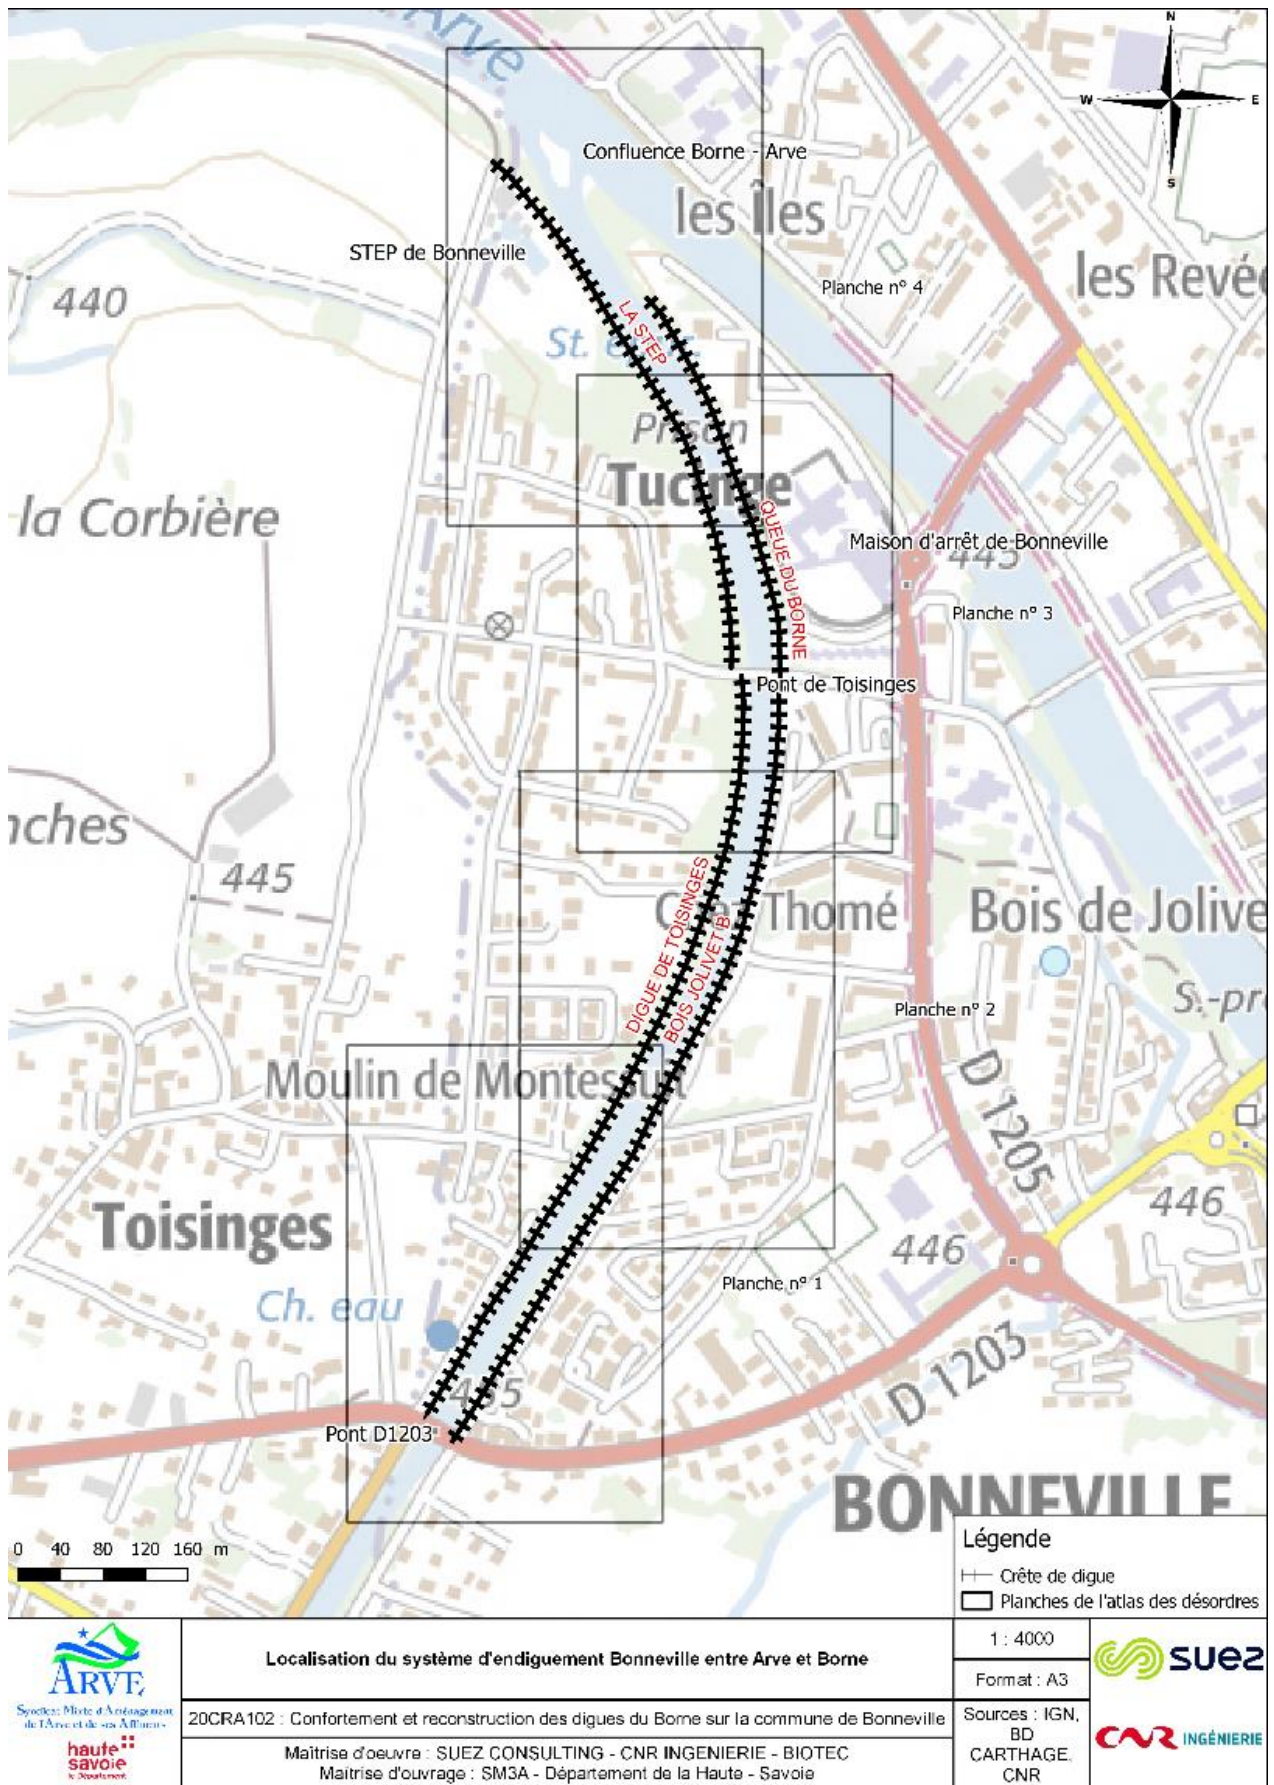 Arve
N
W
E
S
Confluence Borne - Arve
les Îles
STEP de Bonneville
Planche n° 4
440
LA STEP
Prison
Tucinge
la Corbière
QUEUE DU BORNE
Maison d'arrêt de Bonneville
445
Planche n° 3
Pont de Toisinges
nches
445
DIGUE DE TOISINGES
BOIS JOLIVET B
Thomé
Bois de Jolive
S.-pr
Planche n° 2
Moulin de Montessuit
D 1205
Toisinges
446
446
Planche n° 1
Ch. eau
D 1203
Pont D1203
BONNEVILLE
0 40 80 120 160 m
Légende
Crête de digue
Planches de l'atlas des désordres
ARVE
Syndicat Mixte d'Aménagement
de l'Arve et de ses Affluents
haute
savoie
le Département
Localisation du système d'endiguement Bonneville entre Arve et Borne
20CRA102 : Confortement et reconstruction des digues du Borne sur la commune de Bonneville
Maîtrise d'oeuvre : SUEZ CONSULTING - CNR INGENIERIE - BIOTEC
Maîtrise d'ouvrage : SM3A - Département de la Haute - Savoie
1 : 4000
Format : A3
Sources : IGN,
BD
CARTHAGE,
CNR
suez
CNR INGÉNIERIE